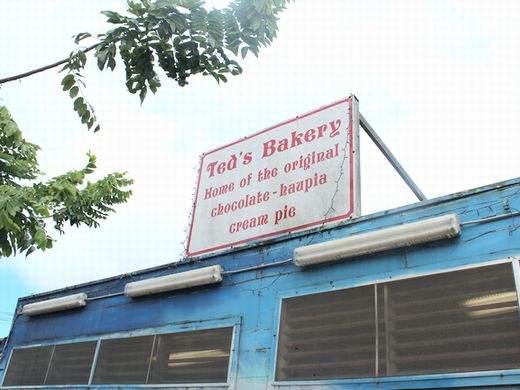 Ted's Bakery
Home of the original
chocolate-haupia
cream pie